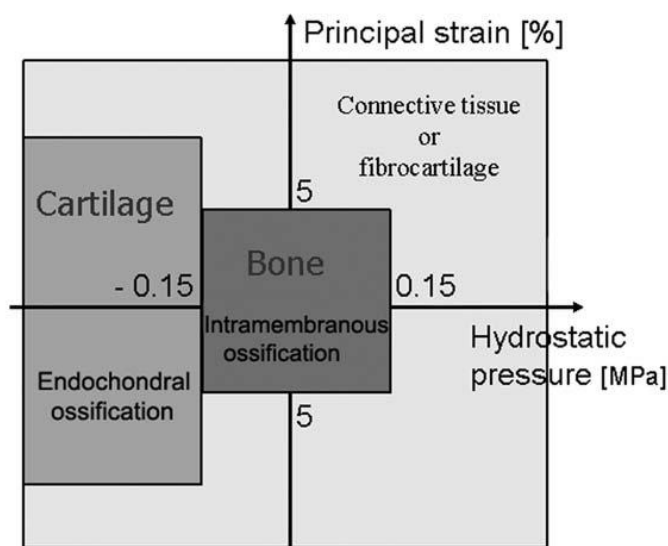 Principal strain [%]
Connective tissue
or
fibrocartilage
5
Cartilage
Bone
- 0.15
0.15
Intramembranous
ossification
Hydrostatic
pressure [MPa]
Endochondral
ossification
5